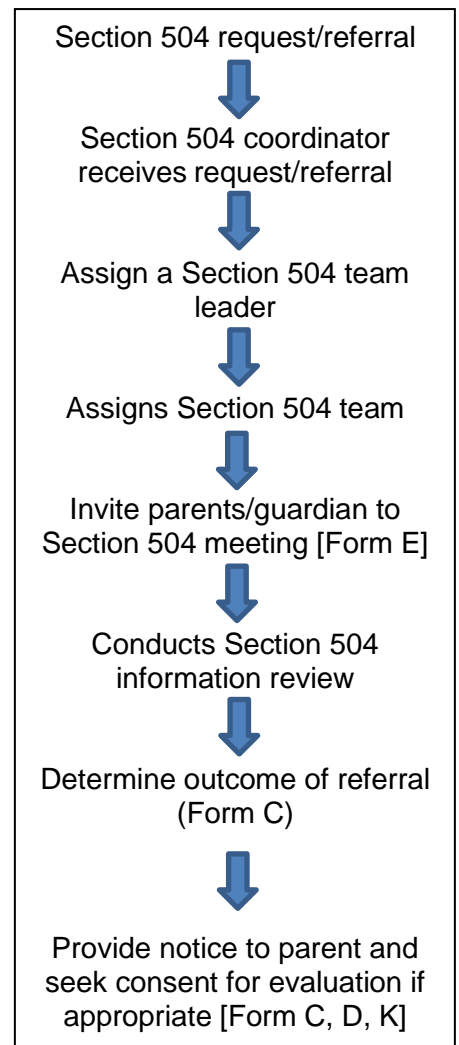 Section 504 request/referral
Section 504 coordinator
receives request/referral
Assign a Section 504 team
leader
Assigns Section 504 team
Invite parents/guardian to
Section 504 meeting [Form E]
Conducts Section 504
information review
Determine outcome of referral
(Form C)
Provide notice to parent and
seek consent for evaluation if
appropriate [Form C, D, K]